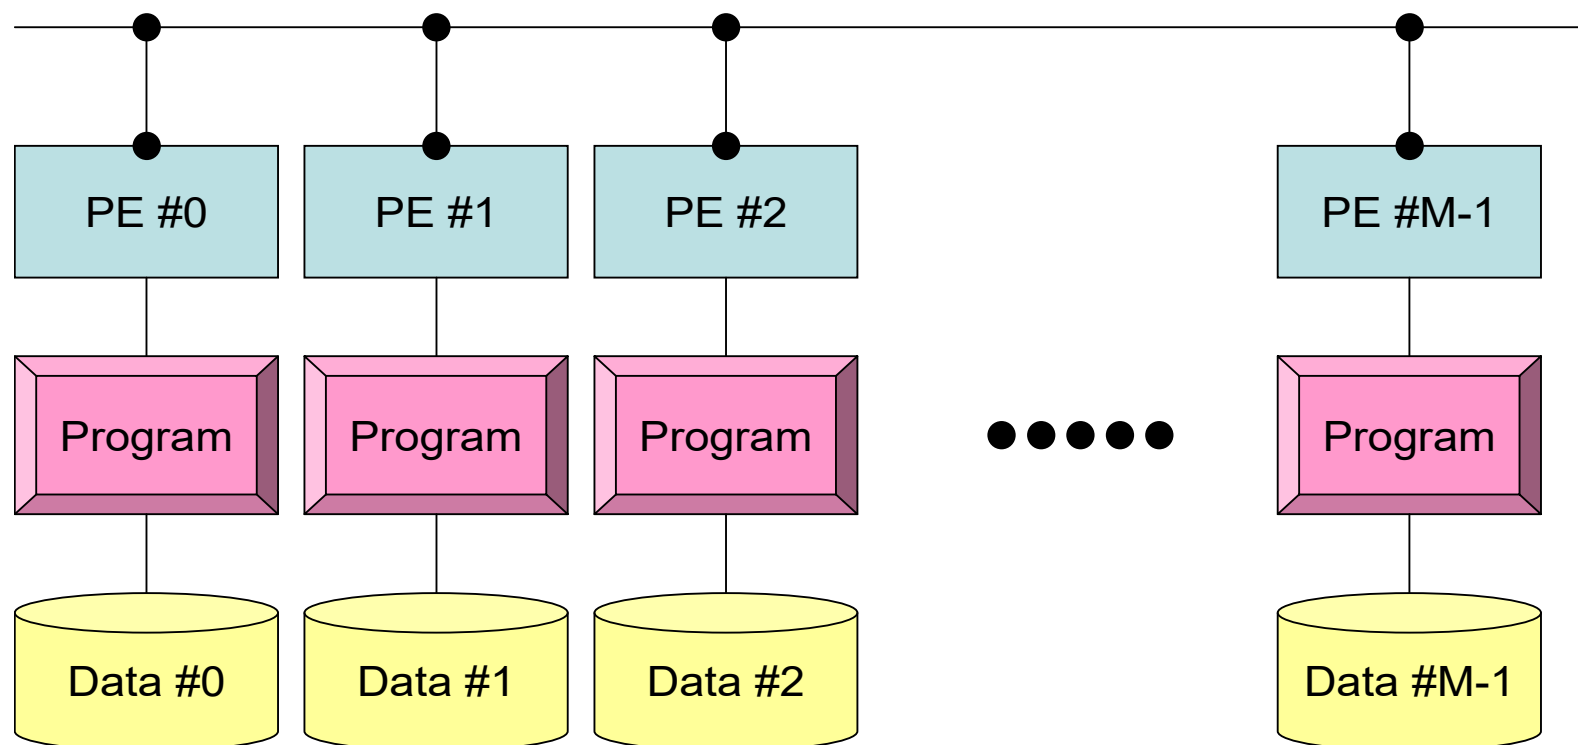 PE #0
PE #1
PE #2
PE #M-1
Program
Program
Program
Program
Data #0
Data #1
Data #2
Data #M-1